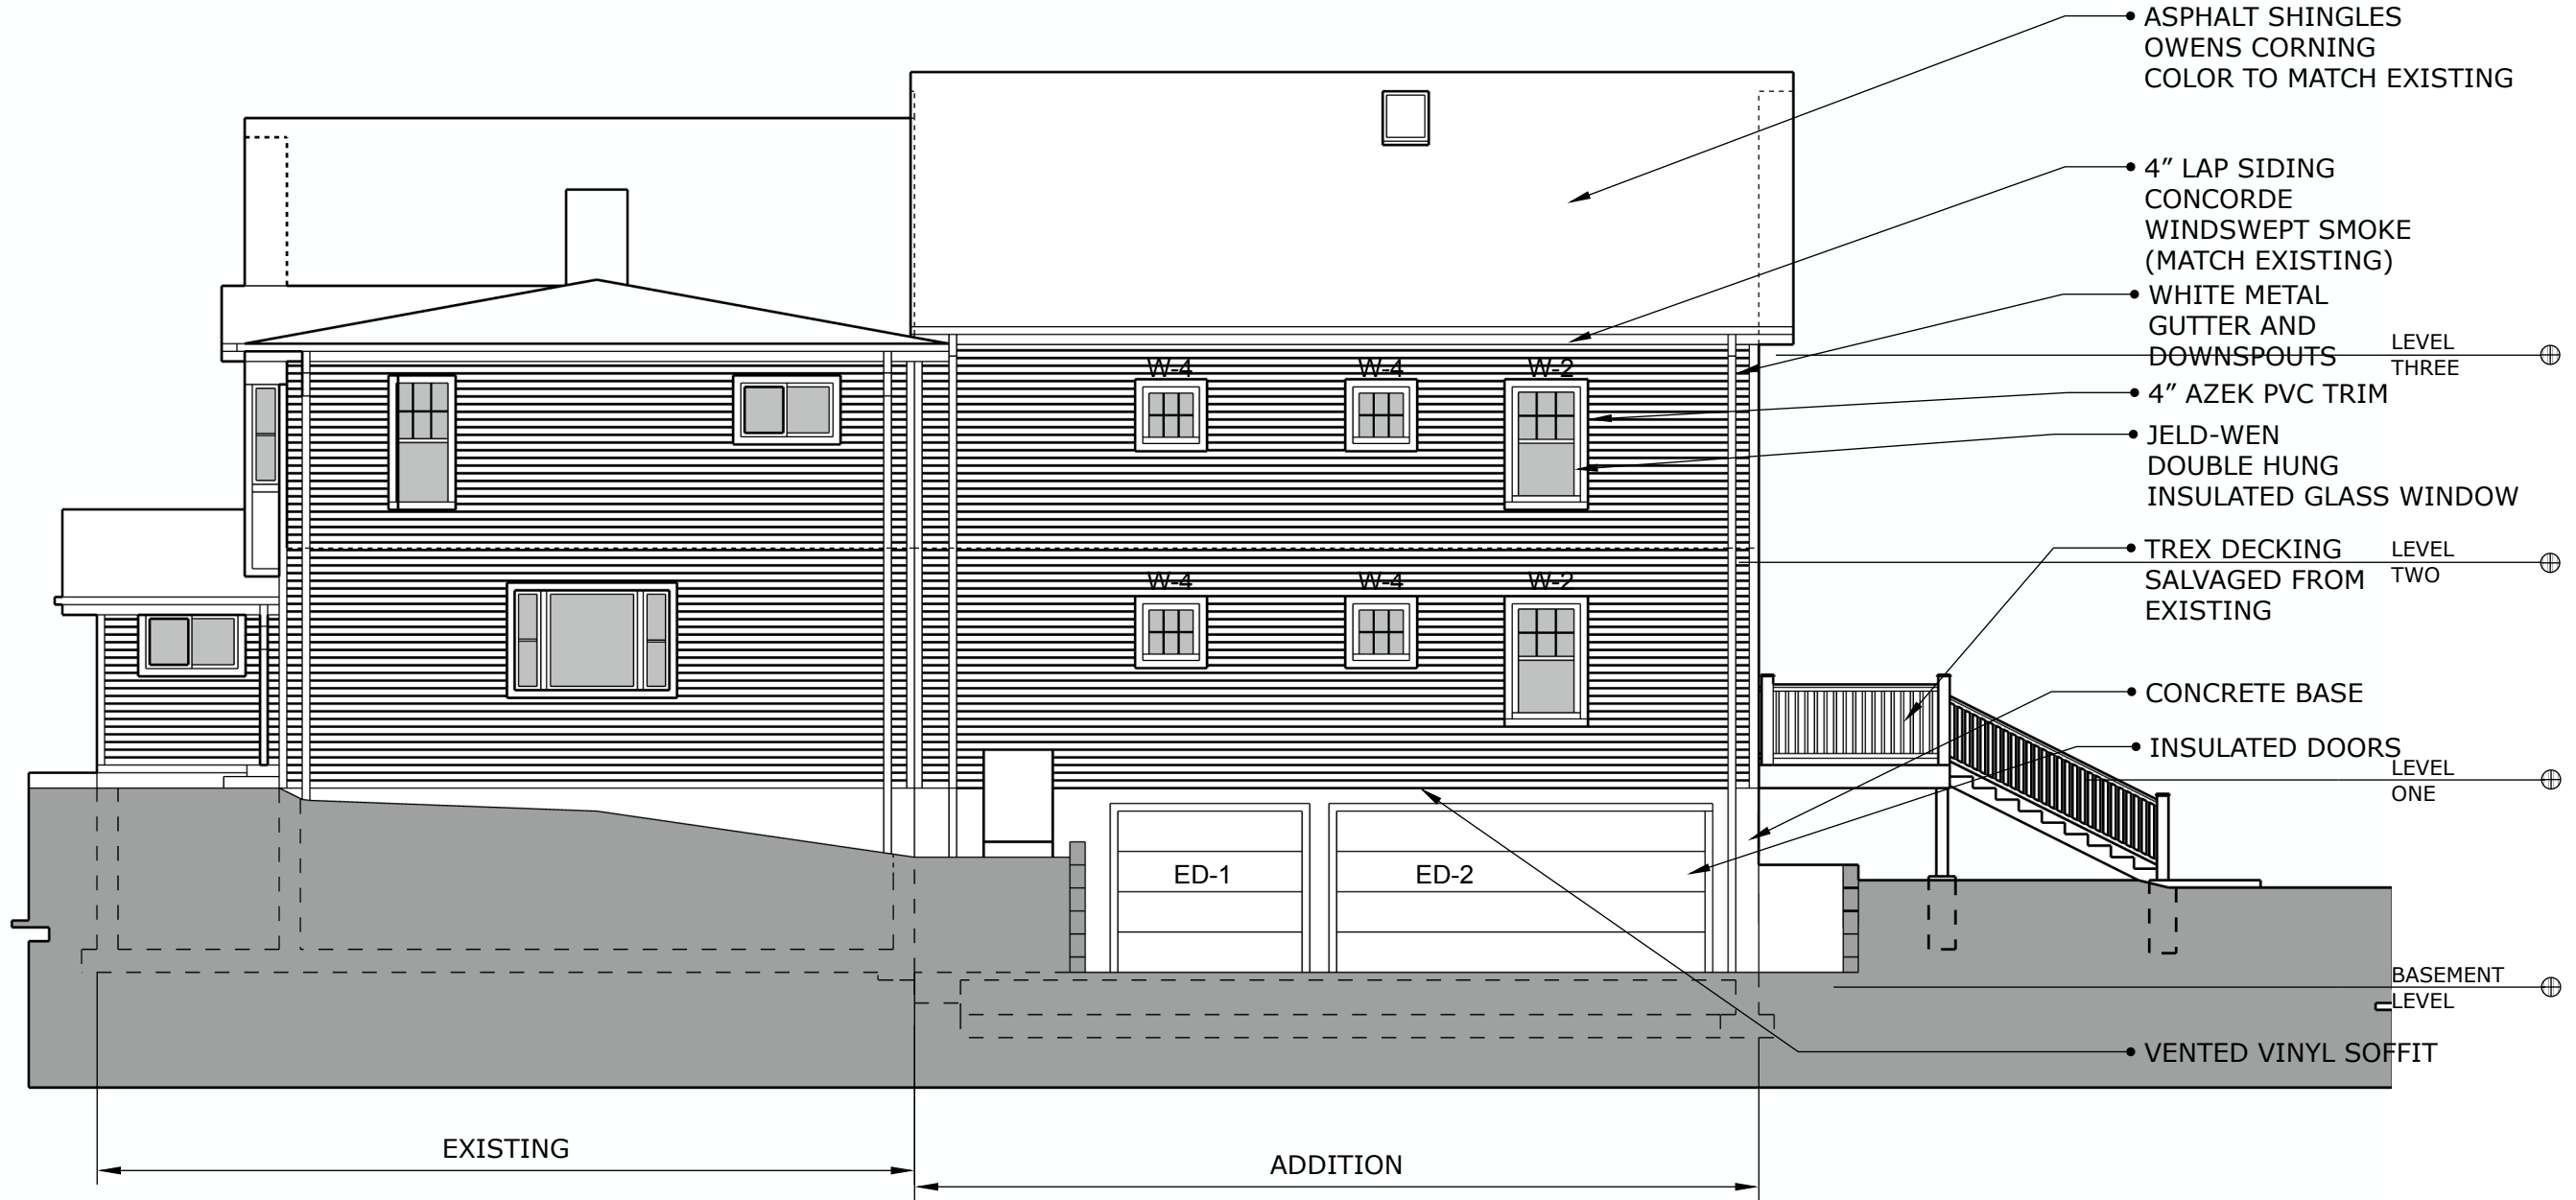 ASPHALT SHINGLES
OWENS CORNING
COLOR TO MATCH EXISTING
4" LAP SIDING
CONCORDE
WINDSWEPT SMOKE
(MATCH EXISTING)
WHITE METAL
GUTTER AND
DOWNSPOUTS
LEVEL
THREE
W-4
W-4
W-2
4" AZEK PVC TRIM
JELD-WEN
DOUBLE HUNG
INSULATED GLASS WINDOW
TREX DECKING
SALVAGED FROM
EXISTING
LEVEL
TWO
W-4
W-4
W-2
CONCRETE BASE
INSULATED DOORS
LEVEL
ONE
ED-1
ED-2
BASEMENT
LEVEL
VENTED VINYL SOFFIT
EXISTING
ADDITION